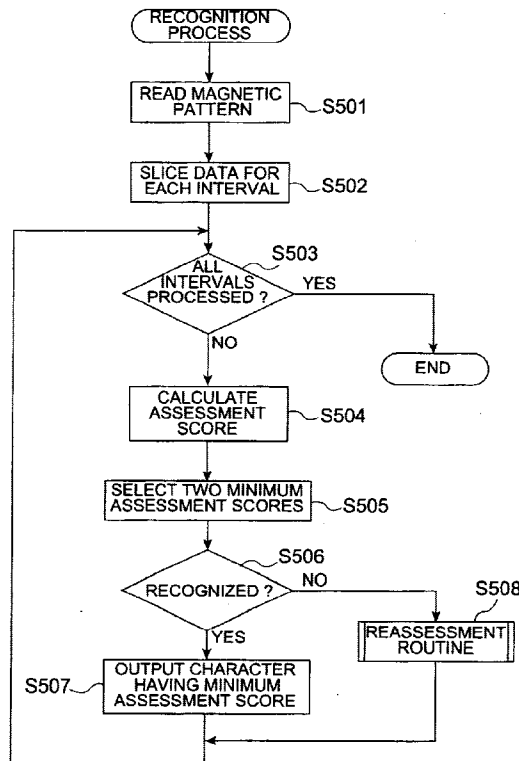 RECOGNITION
PROCESS
READ MAGNETIC
PATTERN
S501
SLICE DATA FOR
EACH INTERVAL
S502
S503
ALL
INTERVALS
PROCESSED ?
YES
NO
END
CALCULATE
ASSESSMENT
SCORE
S504
SELECT TWO MINIMUM
ASSESSMENT SCORES
S505
S506
RECOGNIZED ?
NO
YES
S508
REASSESSMENT
ROUTINE
S507
OUTPUT CHARACTER
HAVING MINIMUM
ASSESSMENT SCORE